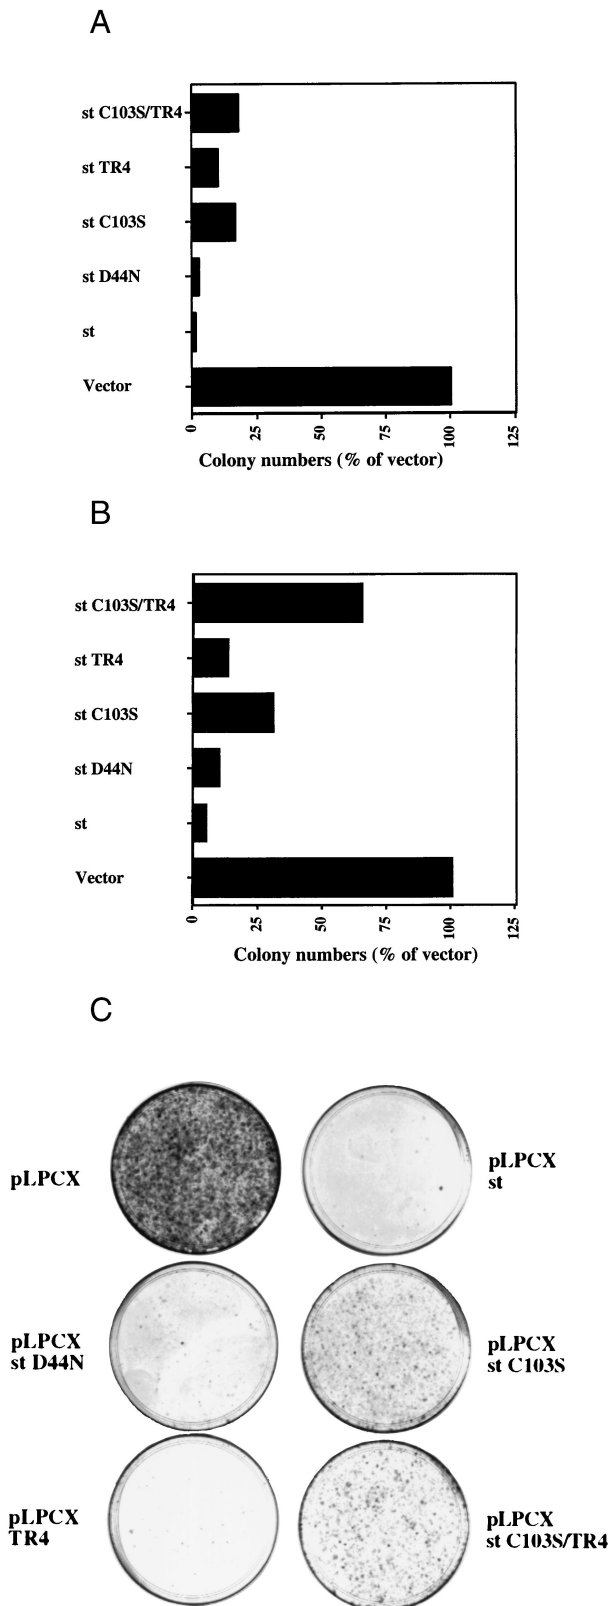 A
st C103S/TR4
st TR4
st C103S
st D44N
st
Vector
0 25 50 75 100 125
Colony numbers (% of vector)
B
st C103S/TR4
st TR4
st C103S
st D44N
st
Vector
0 25 50 75 100 125
Colony numbers (% of vector)
C
pLPCX
pLPCX
st
pLPCX
st D44N
pLPCX
st C103S
pLPCX
TR4
pLPCX
st C103S/TR4